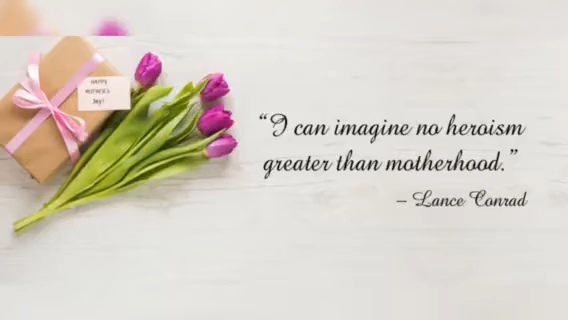 HAPPY
MOTHER'S
DAY!
“I can imagine no heroism
greater than motherhood.”
– Lance Conrad